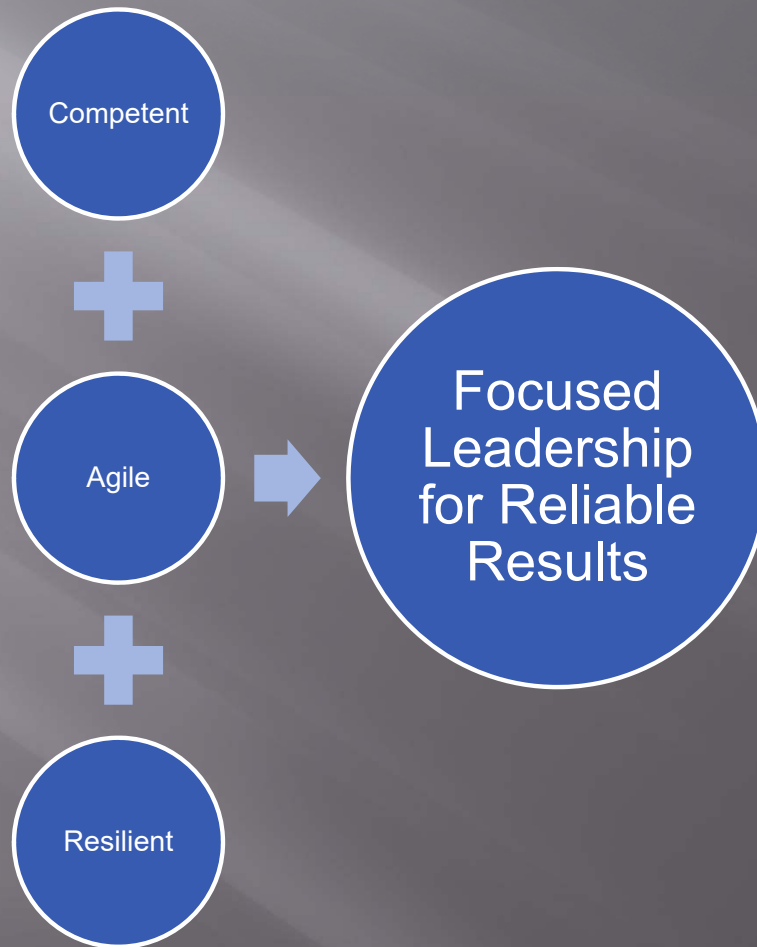 Competent
Agile
Resilient
Focused
Leadership
for Reliable
Results